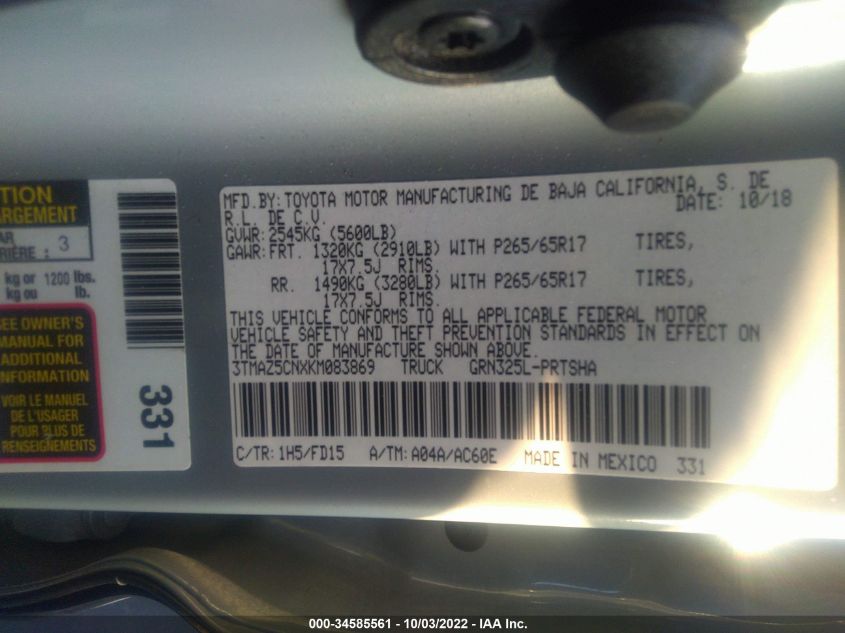 TION
ARGEMENT
AR
RIÈRE : 3
kg or 1200 lbs.
kg ou lb.
SEE OWNER'S
MANUAL FOR
ADDITIONAL
INFORMATION
VOIR LE MANUEL
DE L'USAGER
POUR PLUS DE
RENSEIGNEMENTS
331
MFD.BY:TOYOTA MOTOR MANUFACTURING DE BAJA CALIFORNIA, S. DE
R.L. DE C.V. DATE: 10/18
GVWR:2545KG (5600LB)
GAWR:FRT. 1320KG (2910LB) WITH P265/65R17 TIRES,
17X7.5J RIMS.
RR. 1490KG (3280LB) WITH P265/65R17 TIRES,
17X7.5J RIMS.
THIS VEHICLE CONFORMS TO ALL APPLICABLE FEDERAL MOTOR
VEHICLE SAFETY AND THEFT PREVENTION STANDARDS IN EFFECT ON
THE DATE OF MANUFACTURE SHOWN ABOVE.
3TMAZ5CNXKM083869 TRUCK GRN325L-PRTSHA
C/TR: 1H5/FD15 A/TM: A04A/AC60E MADE IN MEXICO 331
000-34585561 - 10/03/2022 - IAA Inc.